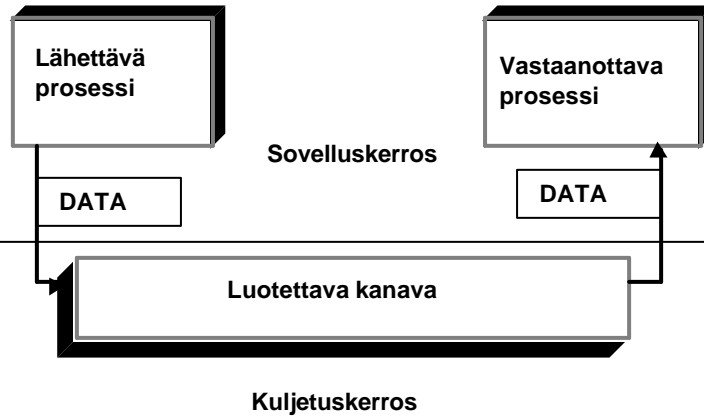 Lähettävä
prosessi
Vastaanottava
prosessi
Sovelluskerros
DATA
DATA
Luotettava kanava
Kuljetuskerros